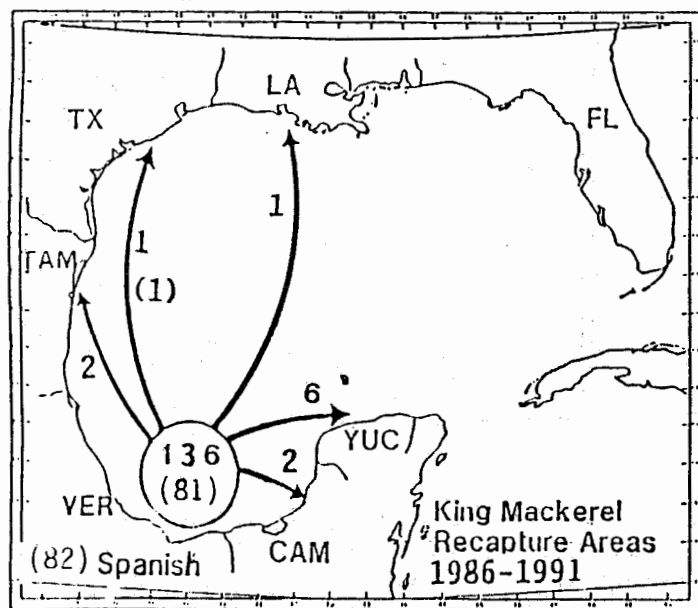 LA
TX
FL
1
1
TAM
(1)
2
6
136
YUC
(81)
2
VER
King Mackerel
Recapture Areas
(82) Spanish
CAM
1986-1991